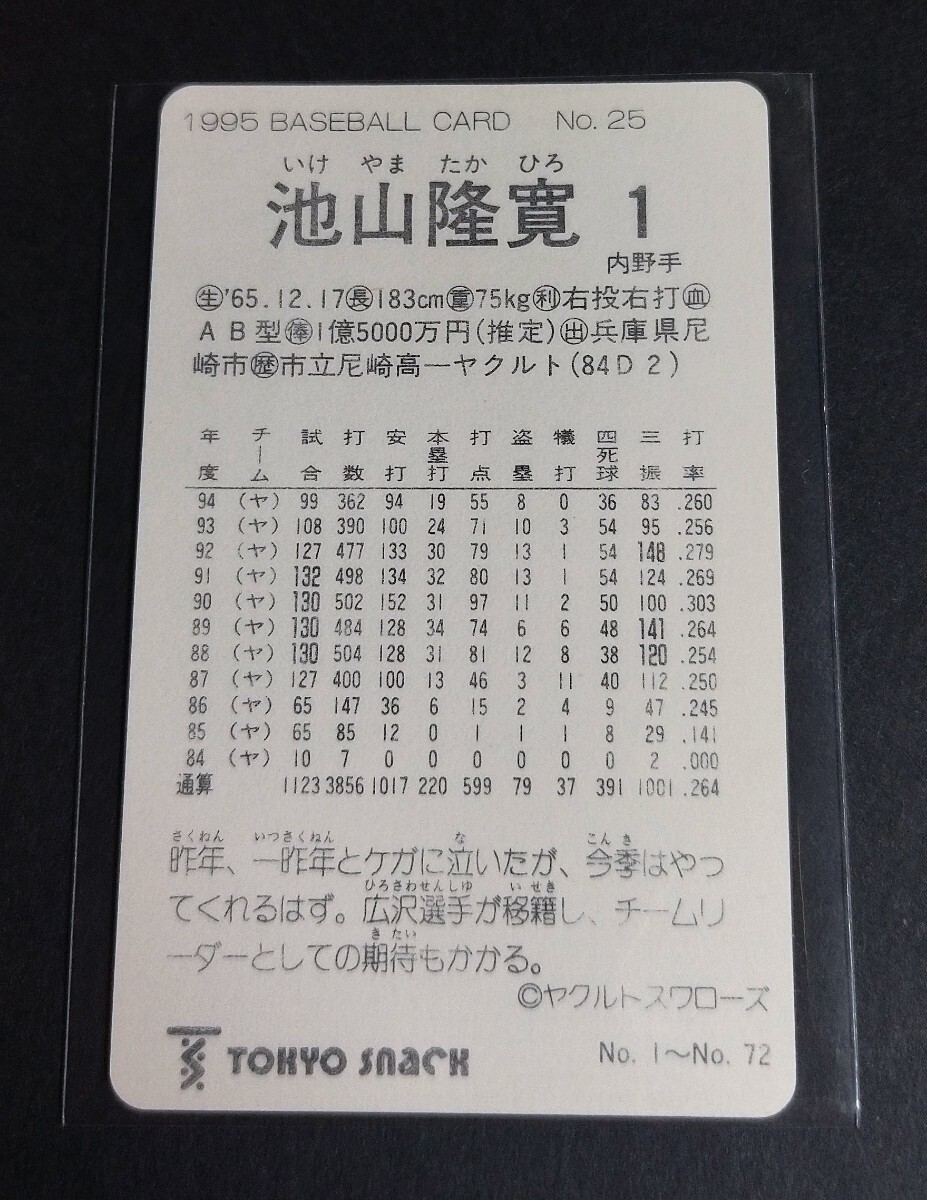 1995 BASEBALL CARD No. 25
いけ やま たか ひろ
池山隆寛 1
内野手
生'65.12.17長183cm重75kg利右投右打血
AB型俸1億5000万円(推定)出兵庫県尼
崎市歴市立尼崎高―ヤクルト(84D2)
年度 チーム 試合 打数 安打 本塁打 打点 盗塁 犠打 四死球 三振 打率
94 (ヤ) 99 362 94 19 55 8 0 36 83 .260
93 (ヤ) 108 390 100 24 71 10 3 54 95 .256
92 (ヤ) 127 477 133 30 79 13 1 54 148 .279
91 (ヤ) 132 498 134 32 80 13 1 54 124 .269
90 (ヤ) 130 502 152 31 97 11 2 50 100 .303
89 (ヤ) 130 484 128 34 74 6 6 48 141 .264
88 (ヤ) 130 504 128 31 81 12 8 38 120 .254
87 (ヤ) 127 400 100 13 46 3 11 40 112 .250
86 (ヤ) 65 147 36 6 15 2 4 9 47 .245
85 (ヤ) 65 85 12 0 1 1 1 8 29 .141
84 (ヤ) 10 7 0 0 0 0 0 0 2 .000
通算 1123 3856 1017 220 599 79 37 391 1001 .264
さくねん いつさくねん な こん き
昨年、一昨年とケガに泣いたが、今季はやっ
ひろさわせんしゆ い せき
てくれるはず。広沢選手が移籍し、チームリ
き たい
ーダーとしての期待もかかる。
©ヤクルトスワローズ
TS TOKYO SNACK No. 1～No. 72